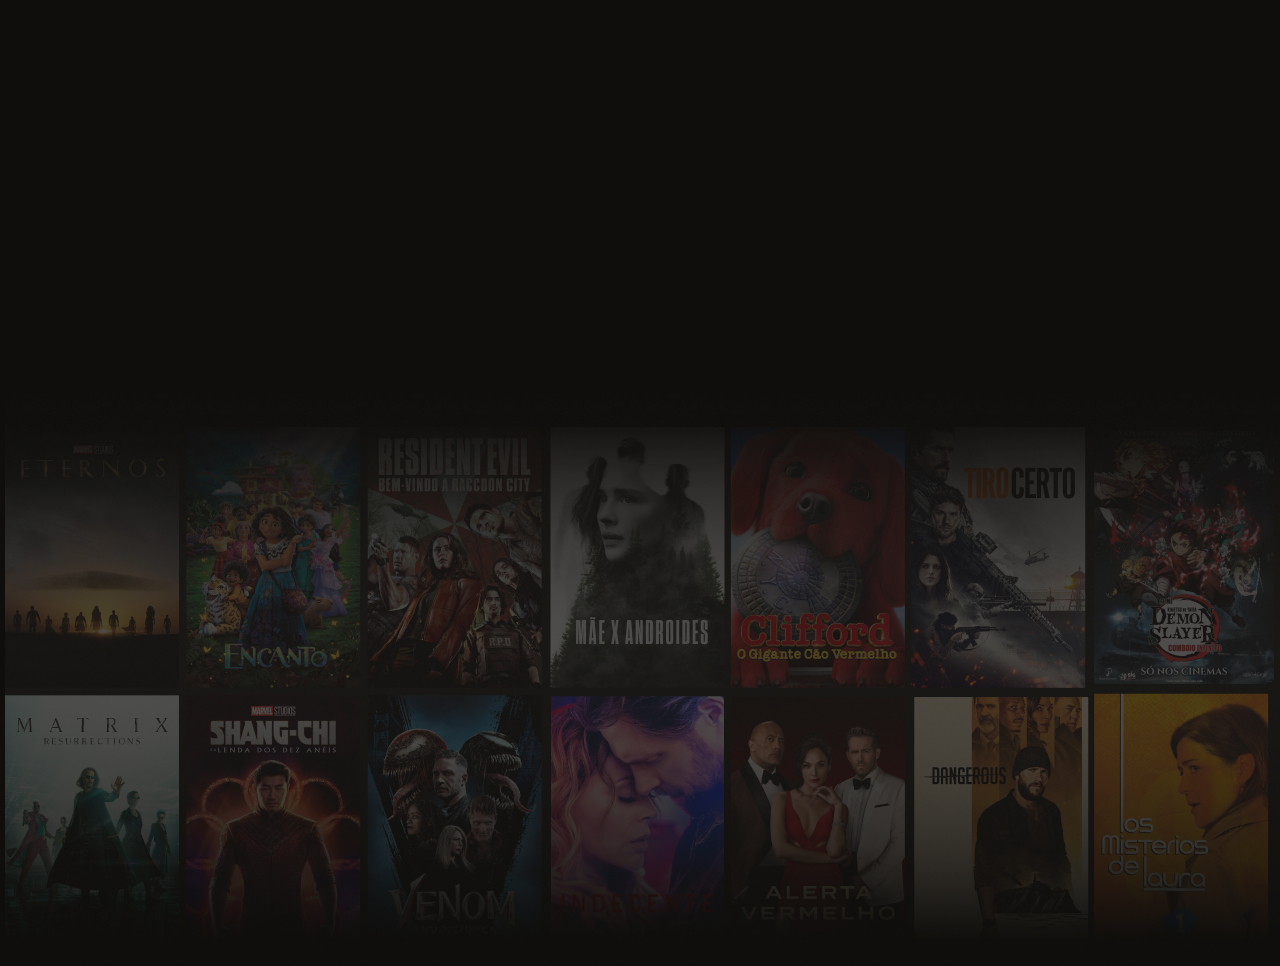 MARVEL STUDIOS
ETERNOS
ENCANTO
RESIDENT EVIL
BEM-VINDO A RACCOON CITY
R.P.D.
MÃE X ANDROIDES
Clifford
O Gigante Cão Vermelho
TIRO CERTO
DEMON
SLAYER
SÓ NOS CINEMAS
MATRIX
RESURRECTIONS
MARVEL STUDIOS
SHANG-CHI
E A LENDA DOS DEZ ANÉIS
VENOM
ALERTA
VERMELHO
DANGEROUS
los
Misterios
de Laura